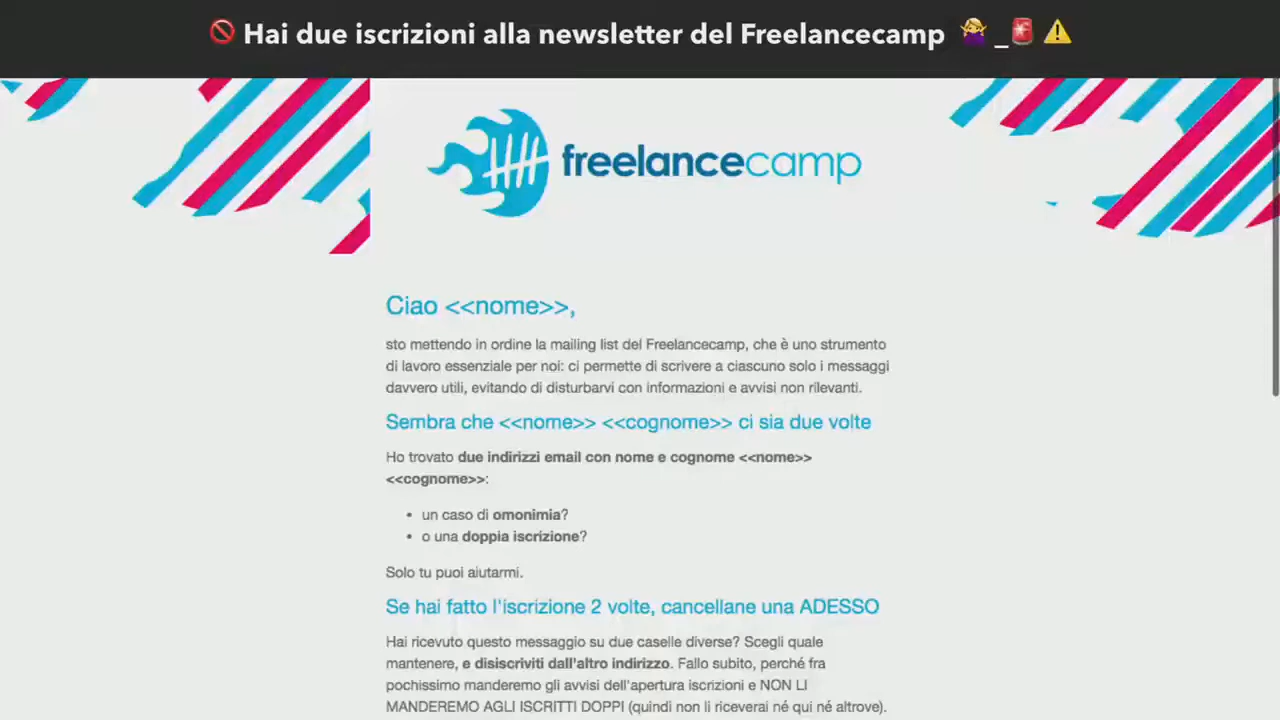 🚫 Hai due iscrizioni alla newsletter del Freelancecamp 🤷‍♀️ _🚨 ⚠️
freelancecamp
Ciao <<nome>>,
sto mettendo in ordine la mailing list del Freelancecamp, che è uno strumento
di lavoro essenziale per noi: ci permette di scrivere a ciascuno solo i messaggi
davvero utili, evitando di disturbarvi con informazioni e avvisi non rilevanti.
Sembra che <<nome>> <<cognome>> ci sia due volte
Ho trovato due indirizzi email con nome e cognome <<nome>>
<<cognome>>:
• un caso di omonimia?
• o una doppia iscrizione?
Solo tu puoi aiutarmi.
Se hai fatto l'iscrizione 2 volte, cancellane una ADESSO
Hai ricevuto questo messaggio su due caselle diverse? Scegli quale
mantenere, e disiscriviti dall'altro indirizzo. Fallo subito, perché fra
pochissimo manderemo gli avvisi dell'apertura iscrizioni e NON LI
MANDEREMO AGLI ISCRITTI DOPPI (quindi non li riceverai né qui né altrove).